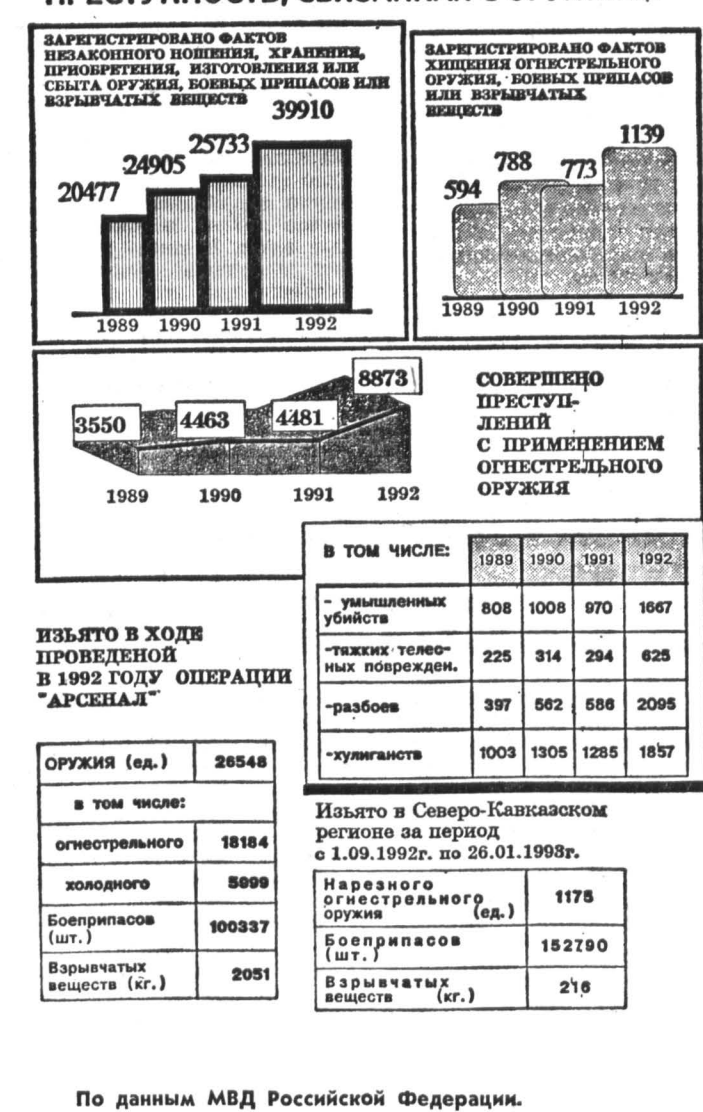 ЗАРЕГИСТРИРОВАНО ФАКТОВ
НЕЗАКОННОГО НОШЕНИЯ, ХРАНЕНИЯ,
ПРИОБРЕТЕНИЯ, ИЗГОТОВЛЕНИЯ ИЛИ
СБЫТА ОРУЖИЯ, БОЕВЫХ ПРИПАСОВ ИЛИ
ВЗРЫВЧАТЫХ ВЕЩЕСТВ
39910
25733
24905
20477
1989 1990 1991 1992
ЗАРЕГИСТРИРОВАНО ФАКТОВ
ХИЩЕНИЯ ОГНЕСТРЕЛЬНОГО
ОРУЖИЯ, БОЕВЫХ ПРИПАСОВ
ИЛИ ВЗРЫВЧАТЫХ
ВЕЩЕСТВ
1139
788
773
594
1989 1990 1991 1992
8873
3550 4463 4481
1989 1990 1991 1992
СОВЕРШЕНО
ПРЕСТУП-
ЛЕНИЙ
С ПРИМЕНЕНИЕМ
ОГНЕСТРЕЛЬНОГО
ОРУЖИЯ
В ТОМ ЧИСЛЕ: 1989 1990 1991 1992
- умышленных
убийств 808 1008 970 1667
-тяжких телес-
ных поврежден. 225 314 294 625
-разбоев 397 562 586 2095
-хулиганств 1003 1305 1285 1857
ИЗЬЯТО В ХОДЕ
ПРОВЕДЕНОЙ
В 1992 ГОДУ ОПЕРАЦИИ
"АРСЕНАЛ"
ОРУЖИЯ (ед.) 26548
в том числе:
огнестрельного 18184
холодного 5999
Боеприпасов
(шт.) 100337
Взрывчатых
веществ (кг.) 2051
Изьято в Северо-Кавказском
регионе за период
с 1.09.1992г. по 26.01.1993г.
Нарезного
огнестрельного
оружия (ед.) 1175
Боеприпасов
(шт.) 152790
Взрывчатых
веществ (кг.) 216
По данным МВД Российской Федерации.